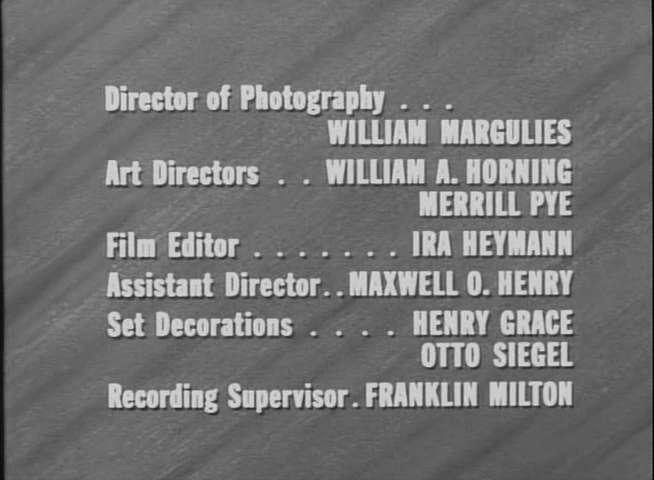 Director of Photography . . .
WILLIAM MARGULIES
Art Directors . . WILLIAM A. HORNING
MERRILL PYE
Film Editor . . . . . . . IRA HEYMANN
Assistant Director..MAXWELL O. HENRY
Set Decorations . . . . HENRY GRACE
OTTO SIEGEL
Recording Supervisor. FRANKLIN MILTON